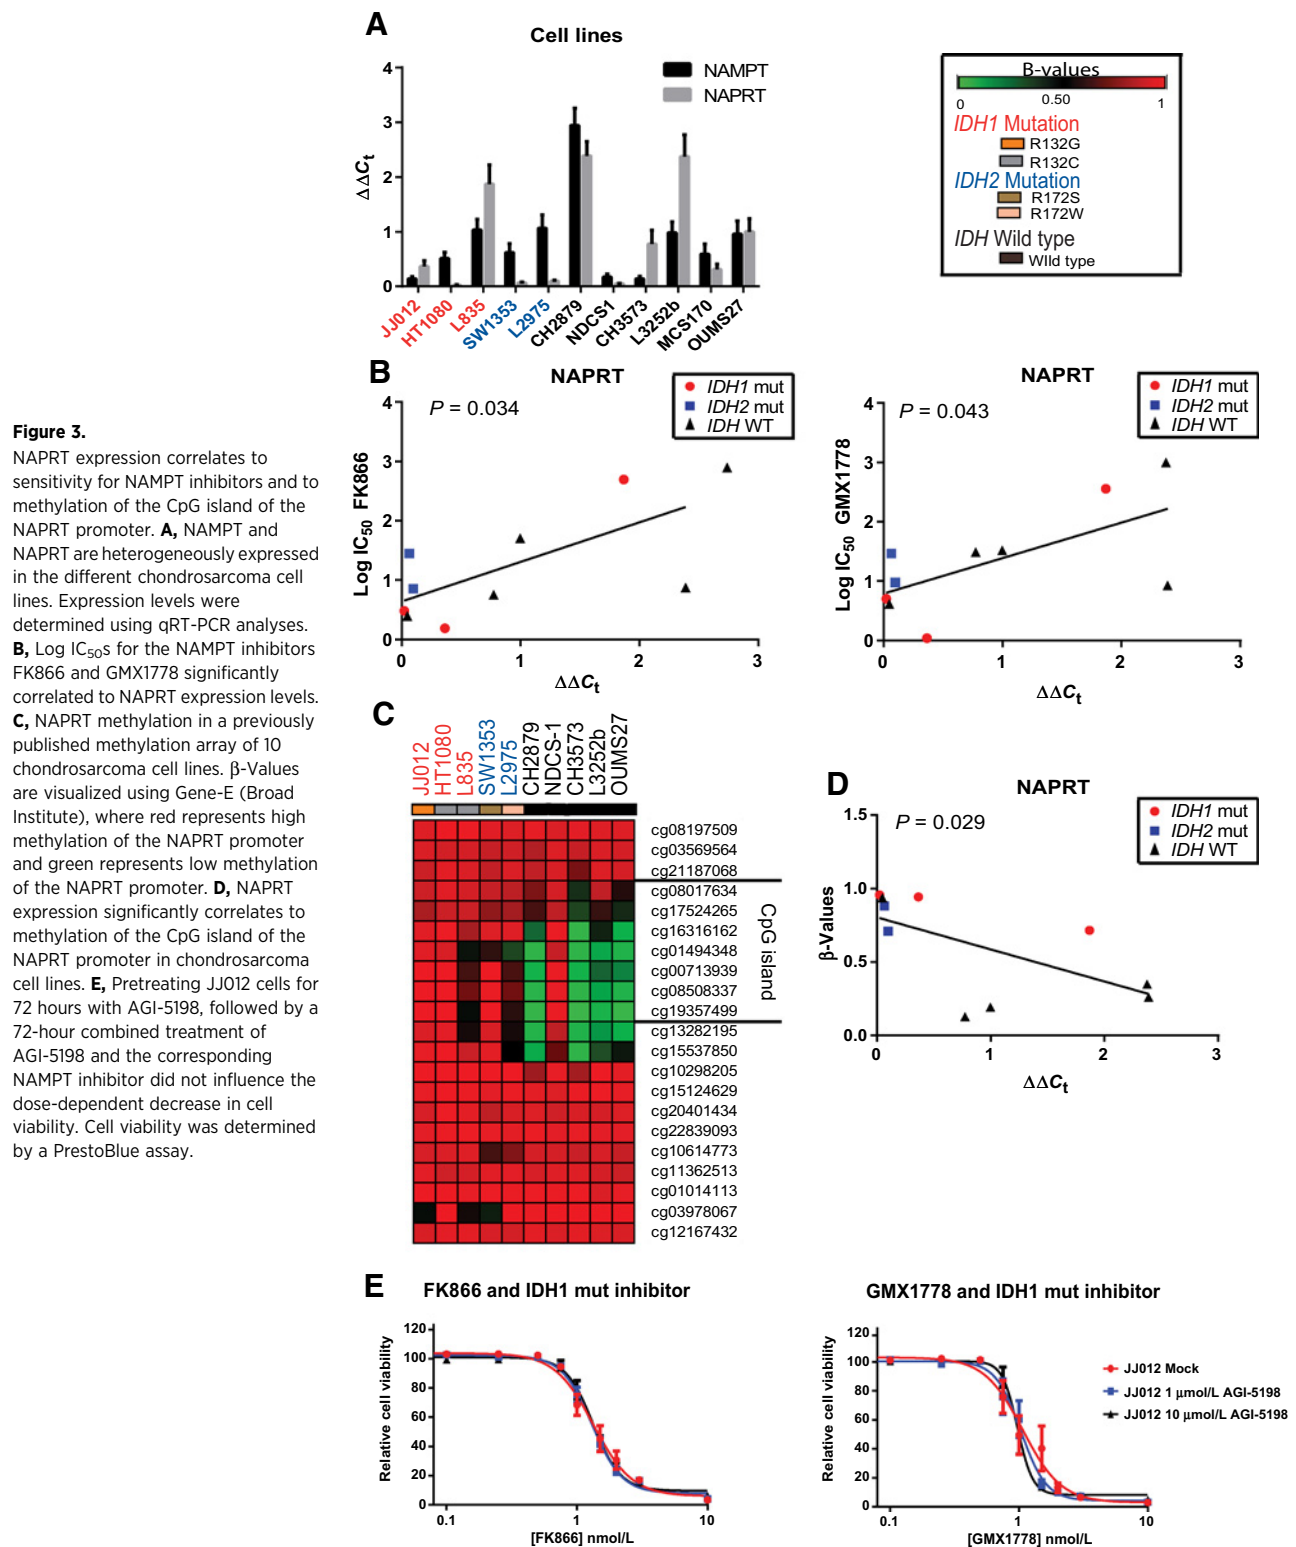 Figure 3.
NAPRT expression correlates to
sensitivity for NAMPT inhibitors and to
methylation of the CpG island of the
NAPRT promoter. A, NAMPT and
NAPRT are heterogeneously expressed
in the different chondrosarcoma cell
lines. Expression levels were
determined using qRT-PCR analyses.
B, Log IC50s for the NAMPT inhibitors
FK866 and GMX1778 significantly
correlated to NAPRT expression levels.
C, NAPRT methylation in a previously
published methylation array of 10
chondrosarcoma cell lines. β-Values
are visualized using Gene-E (Broad
Institute), where red represents high
methylation of the NAPRT promoter
and green represents low methylation
of the NAPRT promoter. D, NAPRT
expression significantly correlates to
methylation of the CpG island of the
NAPRT promoter in chondrosarcoma
cell lines. E, Pretreating JJ012 cells for
72 hours with AGI-5198, followed by a
72-hour combined treatment of
AGI-5198 and the corresponding
NAMPT inhibitor did not influence the
dose-dependent decrease in cell
viability. Cell viability was determined
by a PrestoBlue assay.
A
Cell lines
NAMPT
NAPRT
ΔΔCt
4
3
2
1
0
JJ012
HT1080
L835
SW1353
L2975
CH2879
NDCS1
CH3573
L3252b
MCS170
OUMS27
B-values
0
0.50
1
IDH1 Mutation
R132G
R132C
IDH2 Mutation
R172S
R172W
IDH Wild type
WIld type
B
NAPRT
P = 0.034
IDH1 mut
IDH2 mut
IDH WT
Log IC50 FK866
4
3
2
1
0
0
1
2
3
ΔΔCt
NAPRT
P = 0.043
IDH1 mut
IDH2 mut
IDH WT
Log IC50 GMX1778
4
3
2
1
0
0
1
2
3
ΔΔCt
C
JJ012
HT1080
L835
SW1353
L2975
CH2879
NDCS-1
CH3573
L3252b
OUMS27
cg08197509
cg03569564
cg21187068
cg08017634
cg17524265
cg16316162
cg01494348
cg00713939
cg08508337
cg19357499
cg13282195
cg15537850
cg10298205
cg15124629
cg20401434
cg22839093
cg10614773
cg11362513
cg01014113
cg03978067
cg12167432
CpG island
D
NAPRT
P = 0.029
IDH1 mut
IDH2 mut
IDH WT
β-Values
1.5
1.0
0.5
0.0
0
1
2
3
ΔΔCt
E
FK866 and IDH1 mut inhibitor
Relative cell viability
120
100
80
60
40
20
0
0.1
1
10
[FK866] nmol/L
GMX1778 and IDH1 mut inhibitor
Relative cell viability
120
100
80
60
40
20
0
0.1
1
10
[GMX1778] nmol/L
JJ012 Mock
JJ012 1 μmol/L AGI-5198
JJ012 10 μmol/L AGI-5198